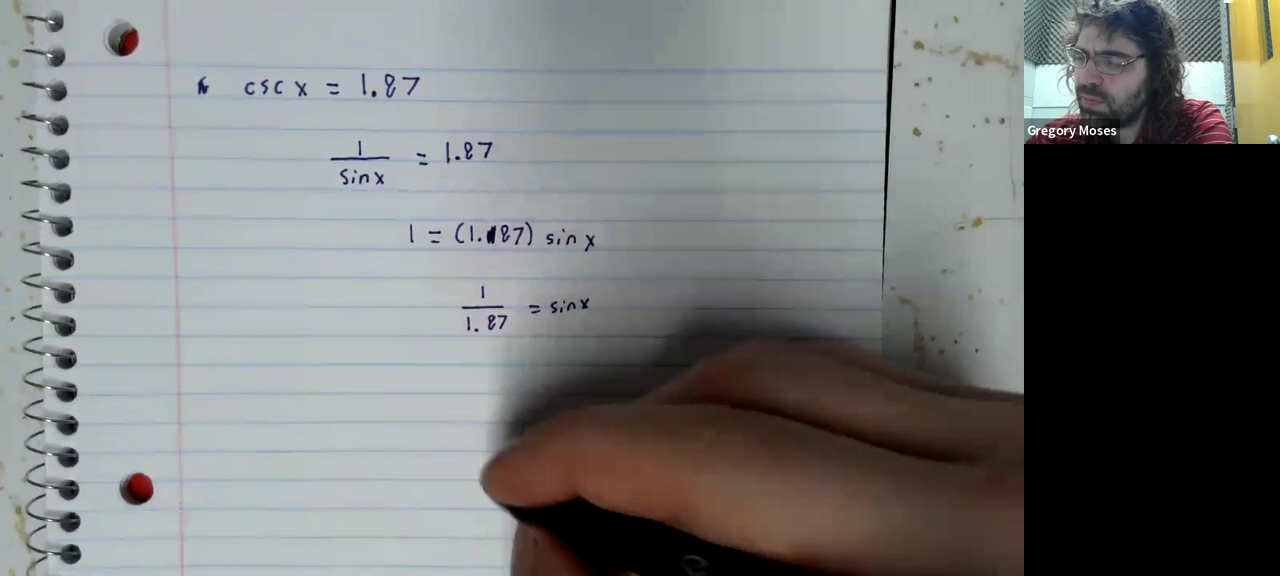 * csc x = 1.87
1/sin x = 1.87
1 = (1.87) sin x
1/1.87 = sin x
Gregory Moses